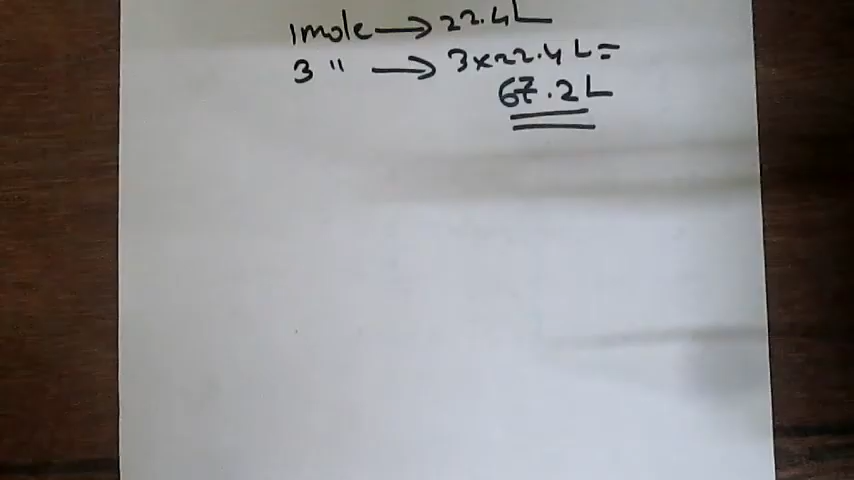 1mole → 22.4L
3 " → 3×22.4L =
67.2L